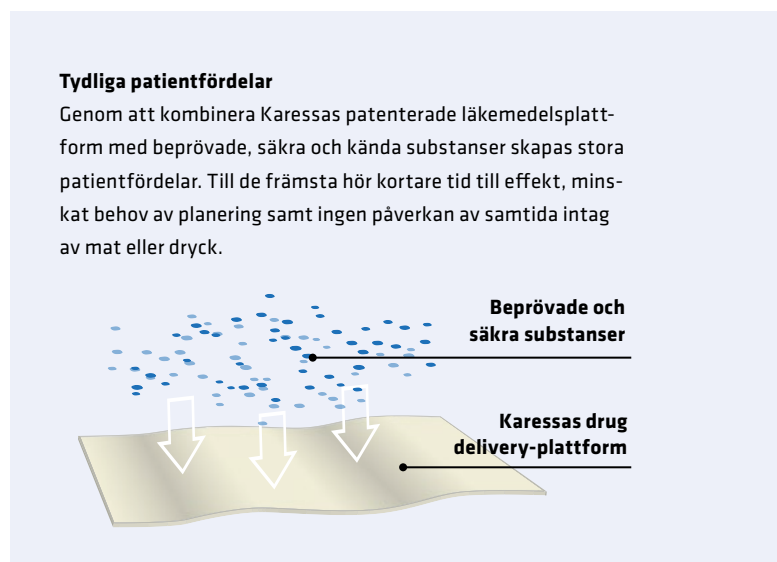 Tydliga patientfördelar
Genom att kombinera Karessas patenterade läkemedelsplatt-
form med beprövade, säkra och kända substanser skapas stora
patientfördelar. Till de främsta hör kortare tid till effekt, mins-
kat behov av planering samt ingen påverkan av samtida intag
av mat eller dryck.
Beprövade och
säkra substanser
Karessas drug
delivery-plattform